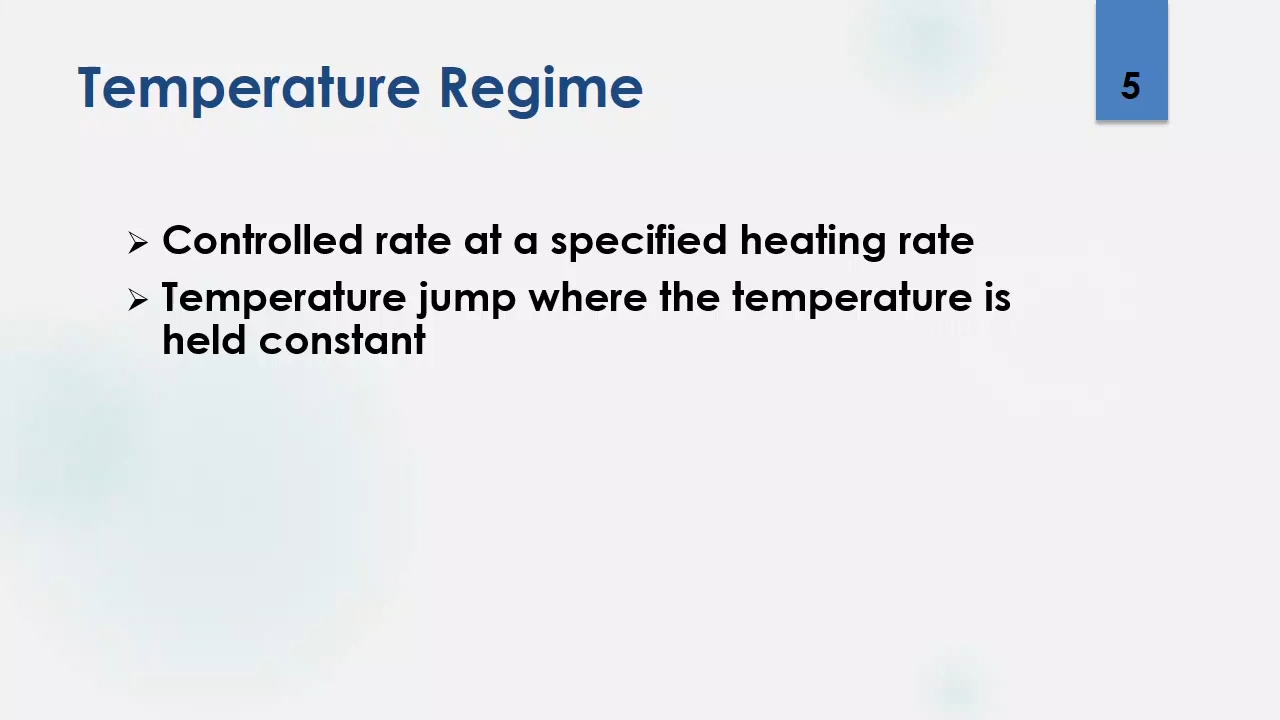 Temperature Regime
5
➢ Controlled rate at a specified heating rate
➢ Temperature jump where the temperature is
held constant